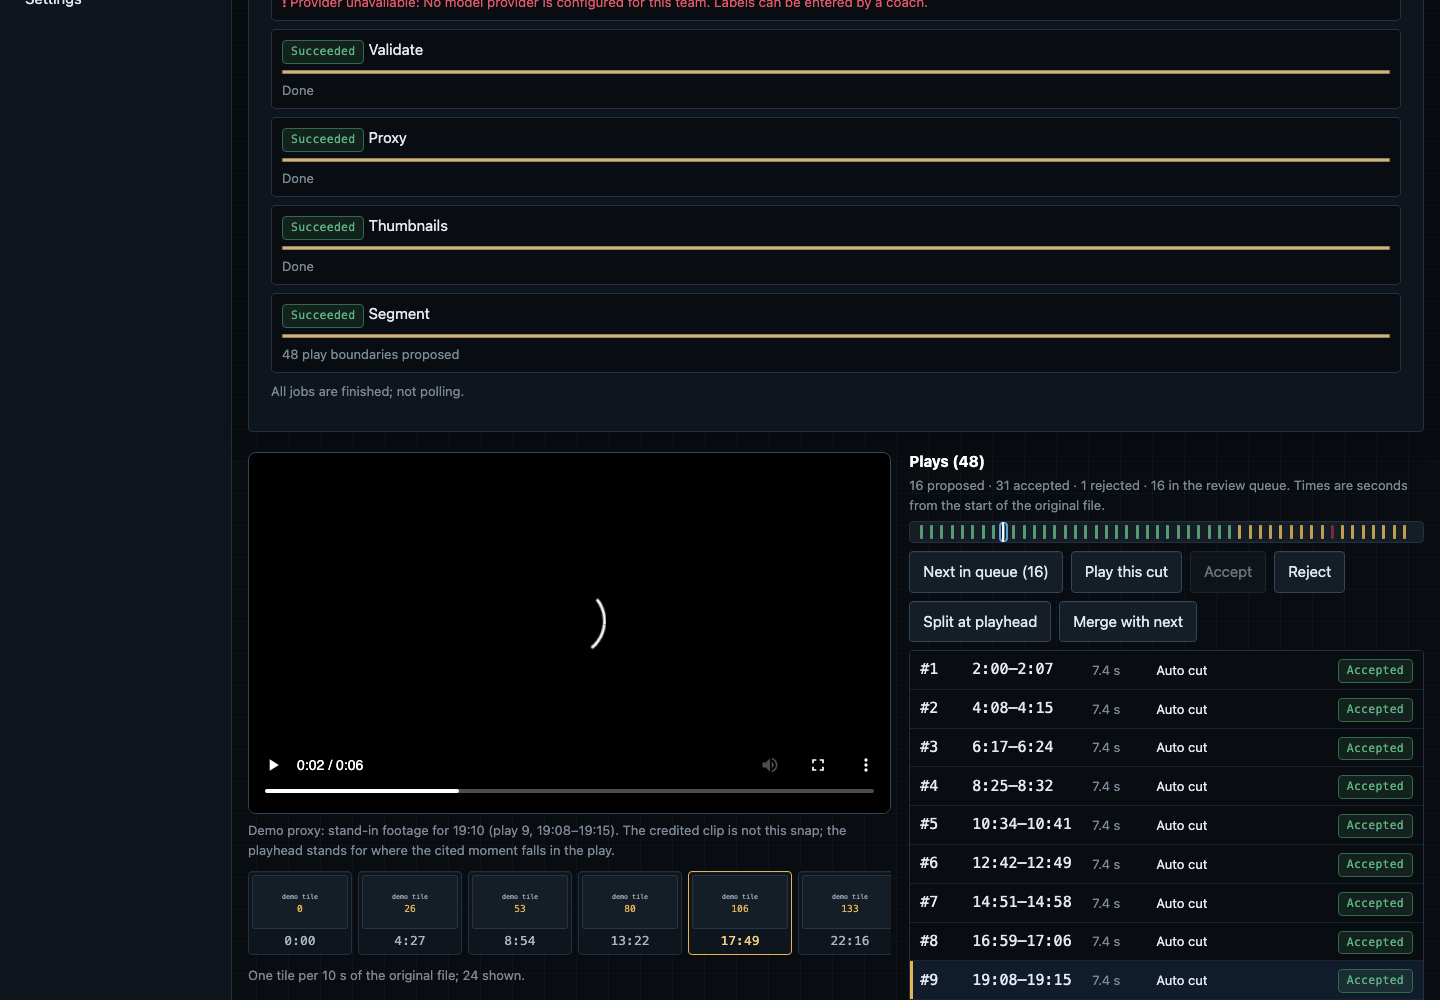 Settings
! Provider unavailable: No model provider is configured for this team. Labels can be entered by a coach.
Succeeded Validate
Done
Succeeded Proxy
Done
Succeeded Thumbnails
Done
Succeeded Segment
48 play boundaries proposed
All jobs are finished; not polling.
0:02 / 0:06
Demo proxy: stand-in footage for 19:10 (play 9, 19:08–19:15). The credited clip is not this snap; the
playhead stands for where the cited moment falls in the play.
demo tile 0 0:00
demo tile 26 4:27
demo tile 53 8:54
demo tile 80 13:22
demo tile 106 17:49
demo tile 133 22:16
One tile per 10 s of the original file; 24 shown.
Plays (48)
16 proposed · 31 accepted · 1 rejected · 16 in the review queue. Times are seconds
from the start of the original file.
Next in queue (16) Play this cut Accept Reject
Split at playhead Merge with next
#1 2:00–2:07 7.4 s Auto cut Accepted
#2 4:08–4:15 7.4 s Auto cut Accepted
#3 6:17–6:24 7.4 s Auto cut Accepted
#4 8:25–8:32 7.4 s Auto cut Accepted
#5 10:34–10:41 7.4 s Auto cut Accepted
#6 12:42–12:49 7.4 s Auto cut Accepted
#7 14:51–14:58 7.4 s Auto cut Accepted
#8 16:59–17:06 7.4 s Auto cut Accepted
#9 19:08–19:15 7.4 s Auto cut Accepted